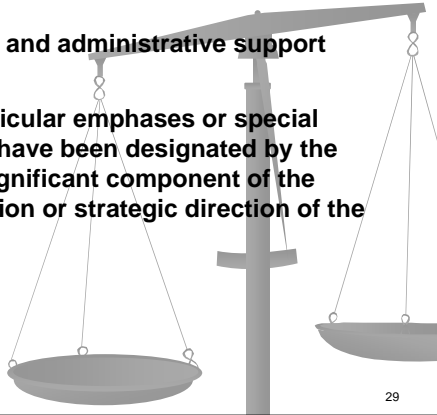 and administrative support
icular emphases or special
have been designated by the
gnificant component of the
ion or strategic direction of the
29